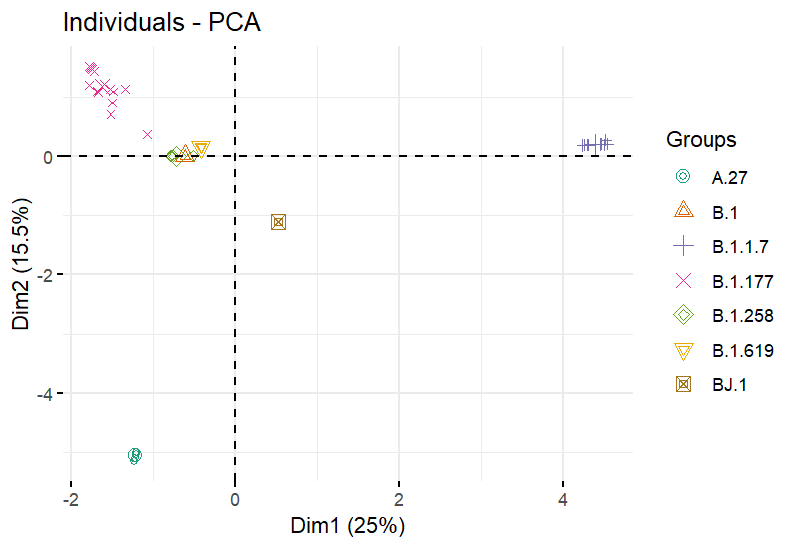 Individuals - PCA
Dim2 (15.5%)
0
-2
-4
-2
0
2
4
Dim1 (25%)
Groups
A.27
B.1
B.1.1.7
B.1.177
B.1.258
B.1.619
BJ.1